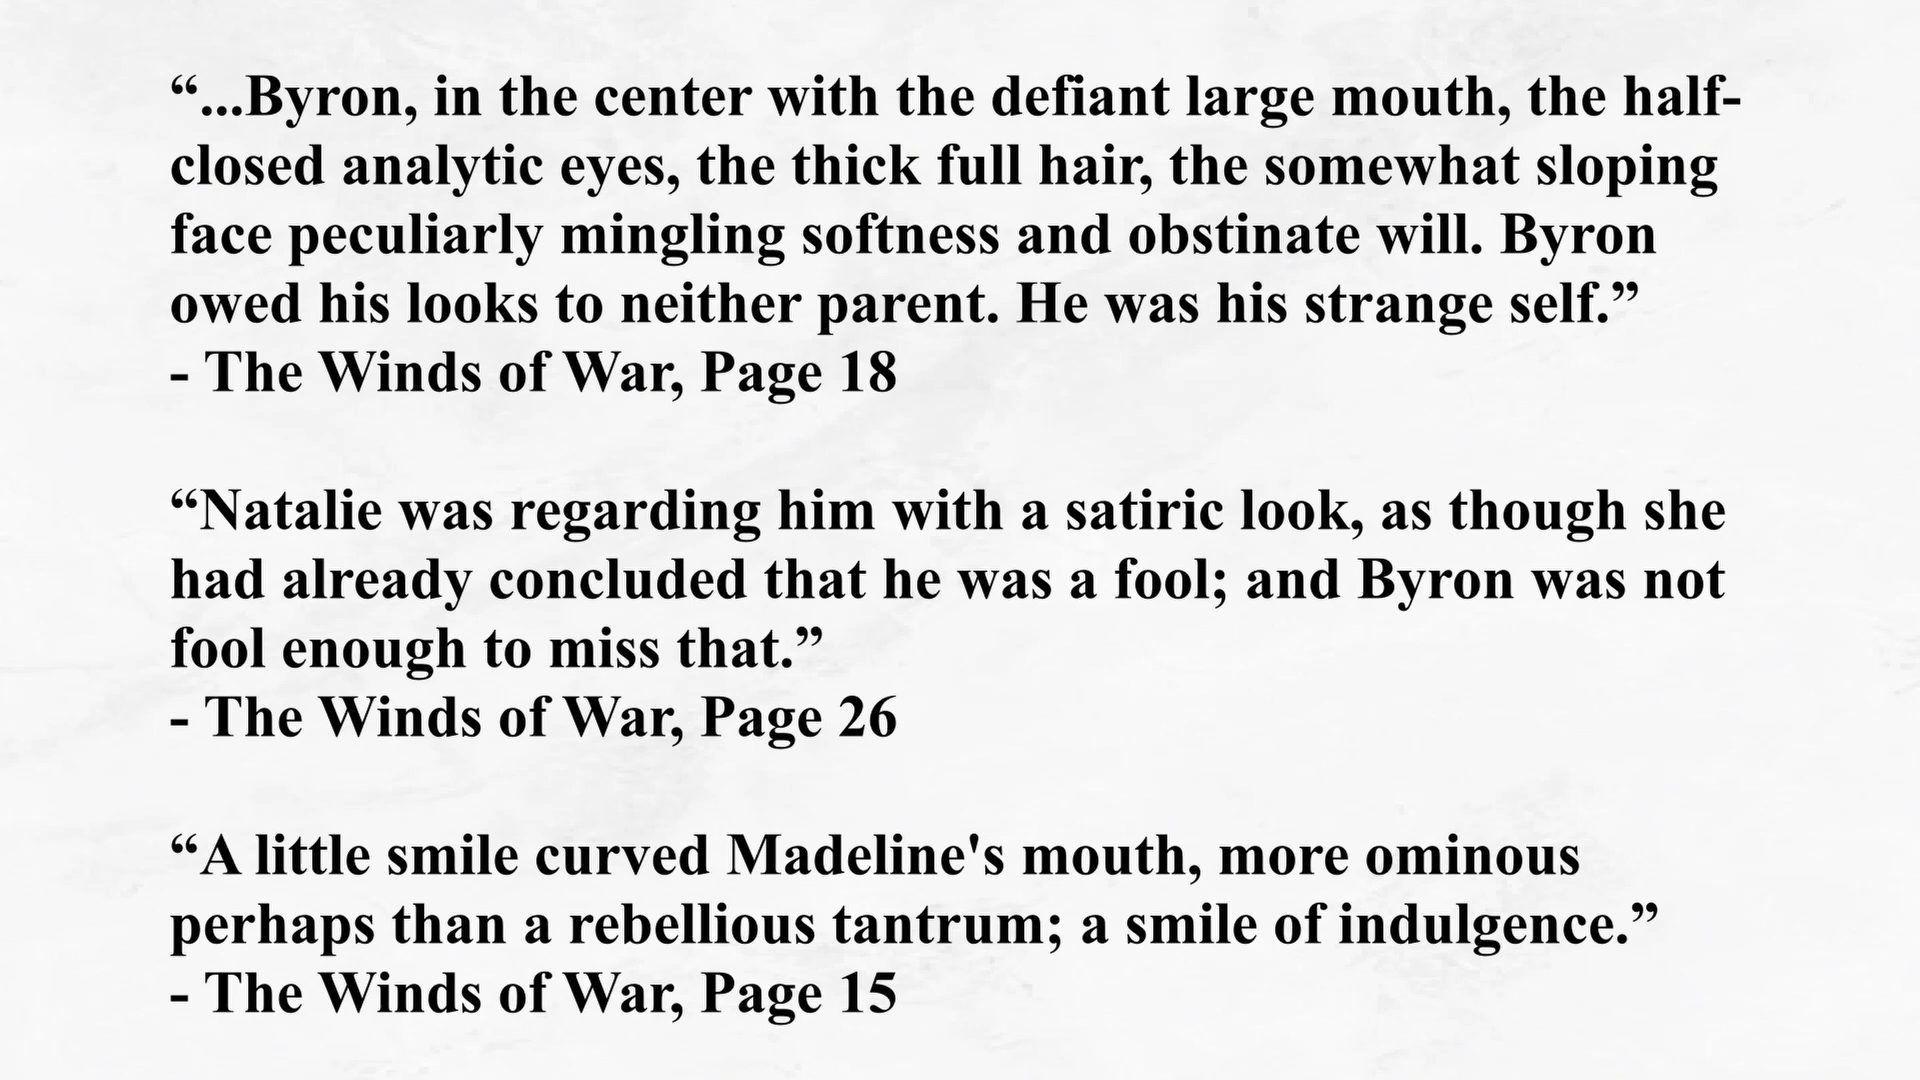 “...Byron, in the center with the defiant large mouth, the half-
closed analytic eyes, the thick full hair, the somewhat sloping
face peculiarly mingling softness and obstinate will. Byron
owed his looks to neither parent. He was his strange self.”
- The Winds of War, Page 18
“Natalie was regarding him with a satiric look, as though she
had already concluded that he was a fool; and Byron was not
fool enough to miss that.”
- The Winds of War, Page 26
“A little smile curved Madeline's mouth, more ominous
perhaps than a rebellious tantrum; a smile of indulgence.”
- The Winds of War, Page 15